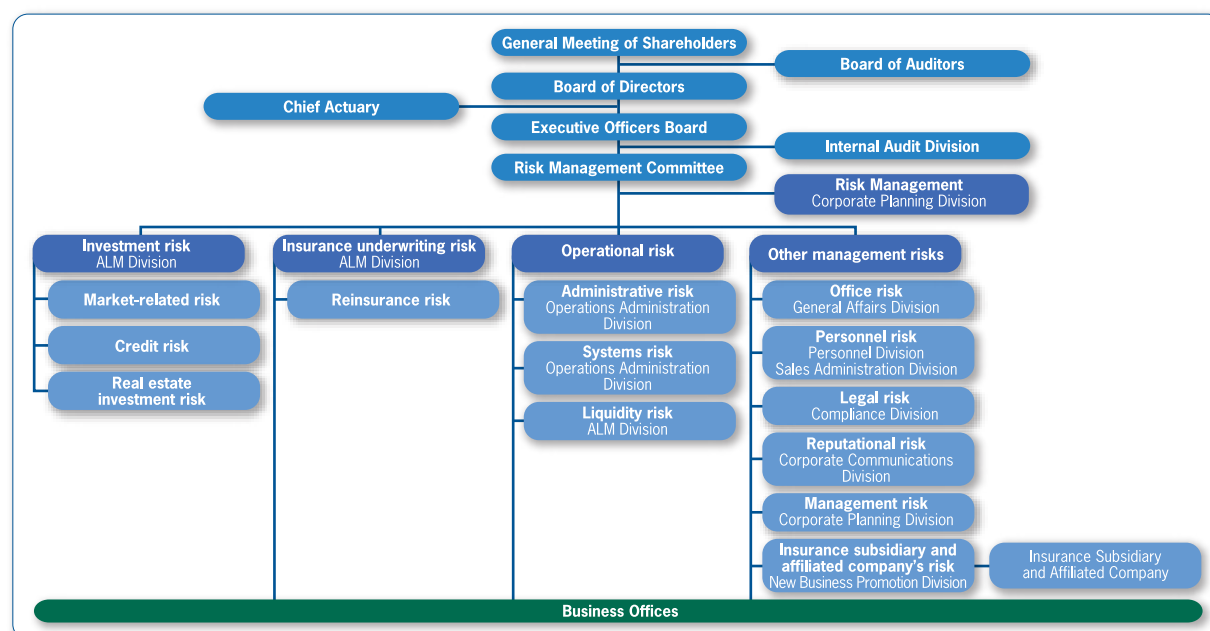 General Meeting of Shareholders
Board of Auditors
Board of Directors
Chief Actuary
Executive Officers Board
Internal Audit Division
Risk Management Committee
Risk Management
Corporate Planning Division
Investment risk
ALM Division
Market-related risk
Credit risk
Real estate
investment risk
Insurance underwriting risk
ALM Division
Reinsurance risk
Operational risk
Administrative risk
Operations Administration
Division
Systems risk
Operations Administration
Division
Liquidity risk
ALM Division
Other management risks
Office risk
General Affairs Division
Personnel risk
Personnel Division
Sales Administration Division
Legal risk
Compliance Division
Reputational risk
Corporate Communications
Division
Management risk
Corporate Planning Division
Insurance subsidiary and
affiliated company's risk
New Business Promotion Division
Insurance Subsidiary
and Affiliated Company
Business Offices